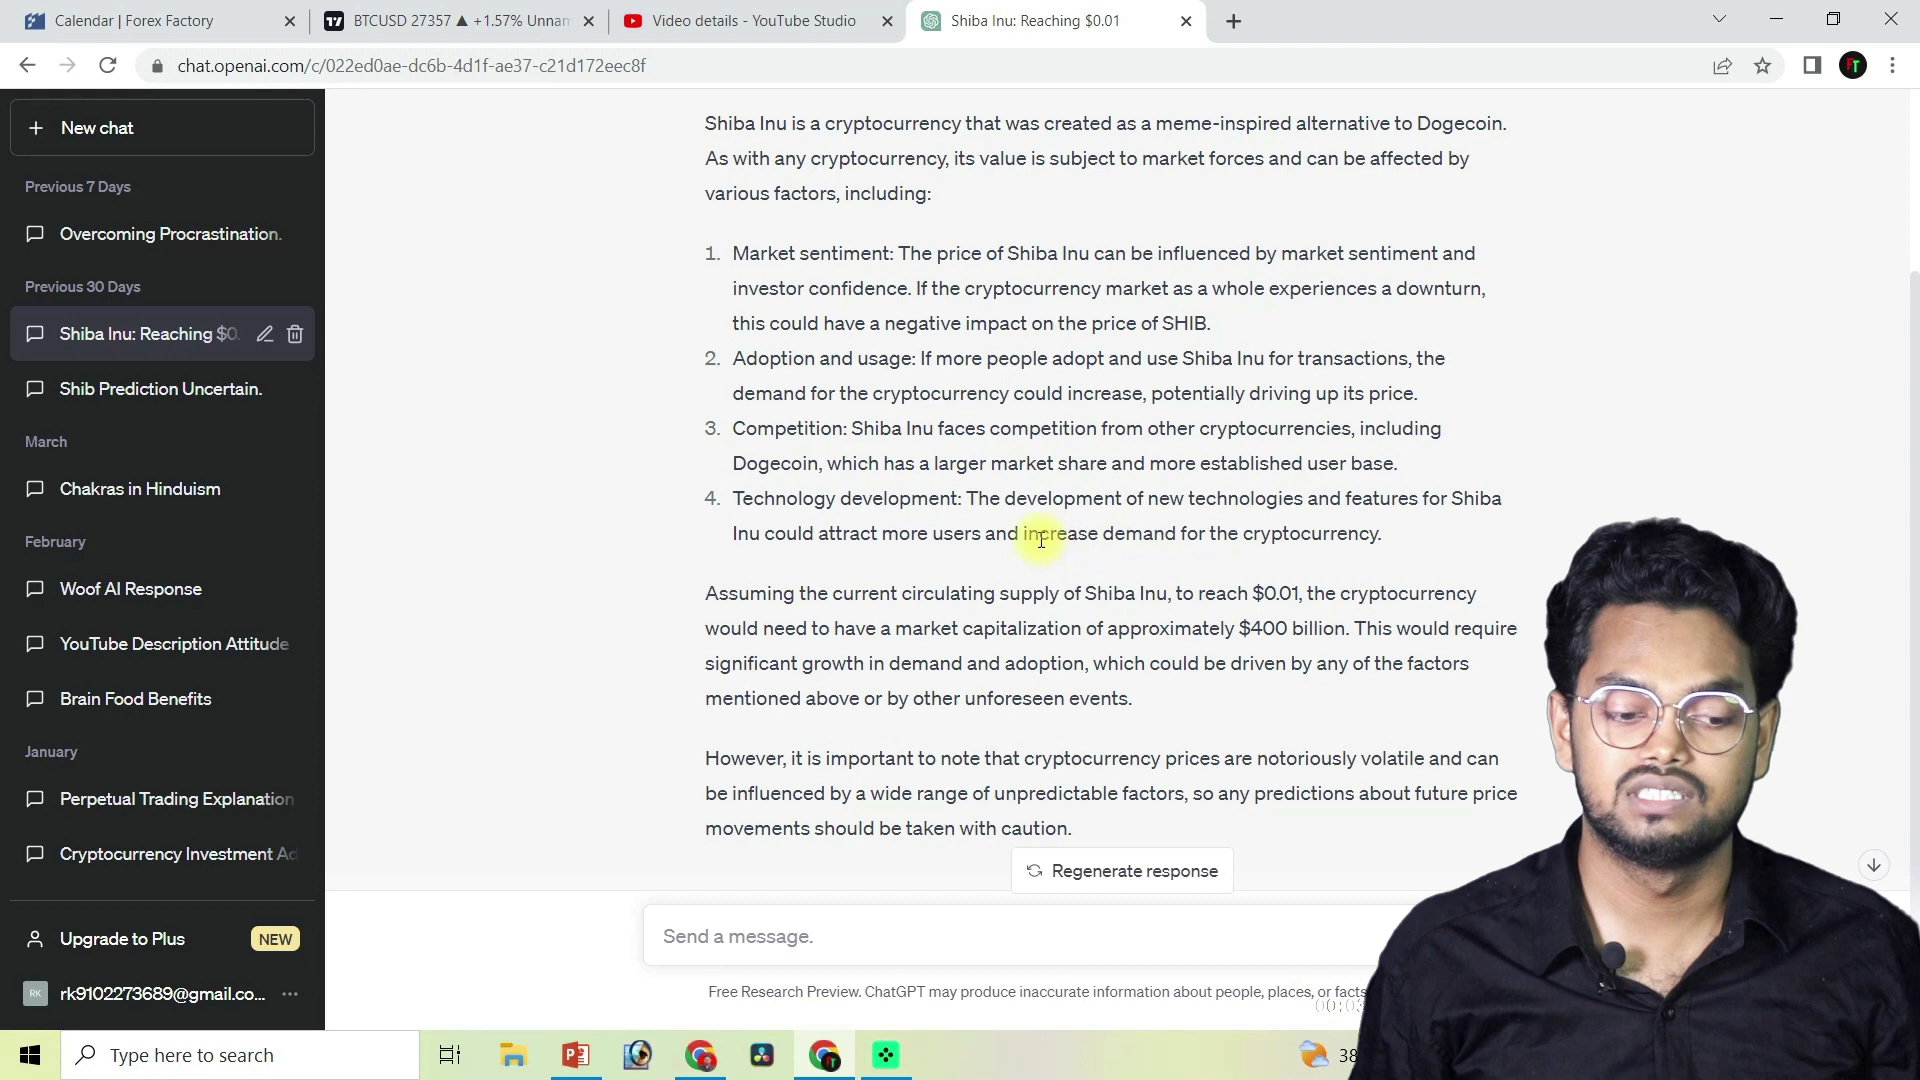 Calendar | Forex Factory
BTCUSD 27357 ▲ +1.57% Unnam
Video details - YouTube Studio
Shiba Inu: Reaching $0.01
chat.openai.com/c/022ed0ae-dc6b-4d1f-ae37-c21d172eec8f
FT
+ New chat
Previous 7 Days
Overcoming Procrastination.
Previous 30 Days
Shiba Inu: Reaching $0.
Shib Prediction Uncertain.
March
Chakras in Hinduism
February
Woof AI Response
YouTube Description Attitude
Brain Food Benefits
January
Perpetual Trading Explanation
Cryptocurrency Investment Ad
Upgrade to Plus
NEW
RK
rk9102273689@gmail.co...
Shiba Inu is a cryptocurrency that was created as a meme-inspired alternative to Dogecoin.
As with any cryptocurrency, its value is subject to market forces and can be affected by
various factors, including:
1. Market sentiment: The price of Shiba Inu can be influenced by market sentiment and
investor confidence. If the cryptocurrency market as a whole experiences a downturn,
this could have a negative impact on the price of SHIB.
2. Adoption and usage: If more people adopt and use Shiba Inu for transactions, the
demand for the cryptocurrency could increase, potentially driving up its price.
3. Competition: Shiba Inu faces competition from other cryptocurrencies, including
Dogecoin, which has a larger market share and more established user base.
4. Technology development: The development of new technologies and features for Shiba
Inu could attract more users and increase demand for the cryptocurrency.
Assuming the current circulating supply of Shiba Inu, to reach $0.01, the cryptocurrency
would need to have a market capitalization of approximately $400 billion. This would require
significant growth in demand and adoption, which could be driven by any of the factors
mentioned above or by other unforeseen events.
However, it is important to note that cryptocurrency prices are notoriously volatile and can
be influenced by a wide range of unpredictable factors, so any predictions about future price
movements should be taken with caution.
Regenerate response
Send a message.
Free Research Preview. ChatGPT may produce inaccurate information about people, places, or facts
Type here to search
38